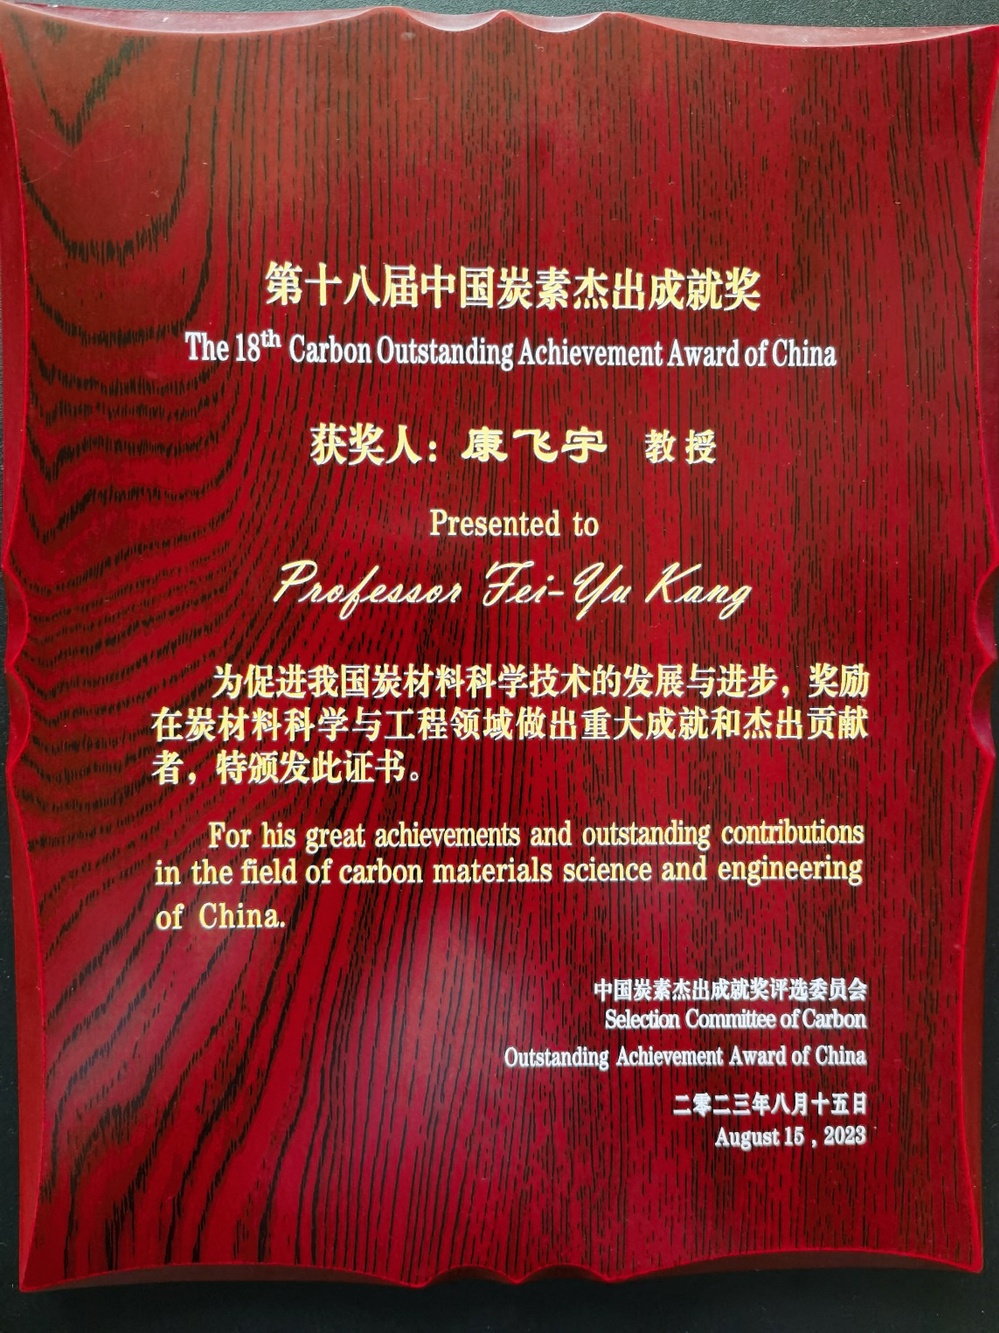 第十八届中国炭素杰出成就奖
The 18th Carbon Outstanding Achievement Award of China
获奖人：康飞宇 教授
Presented to
Professor Fei-Yu Kang
为促进我国炭材料科学技术的发展与进步，奖励
在炭材料科学与工程领域做出重大成就和杰出贡献
者，特颁发此证书。
For his great achievements and outstanding contributions
in the field of carbon materials science and engineering
of China.
中国炭素杰出成就奖评选委员会
Selection Committee of Carbon
Outstanding Achievement Award of China
二零二三年八月十五日
August 15 , 2023